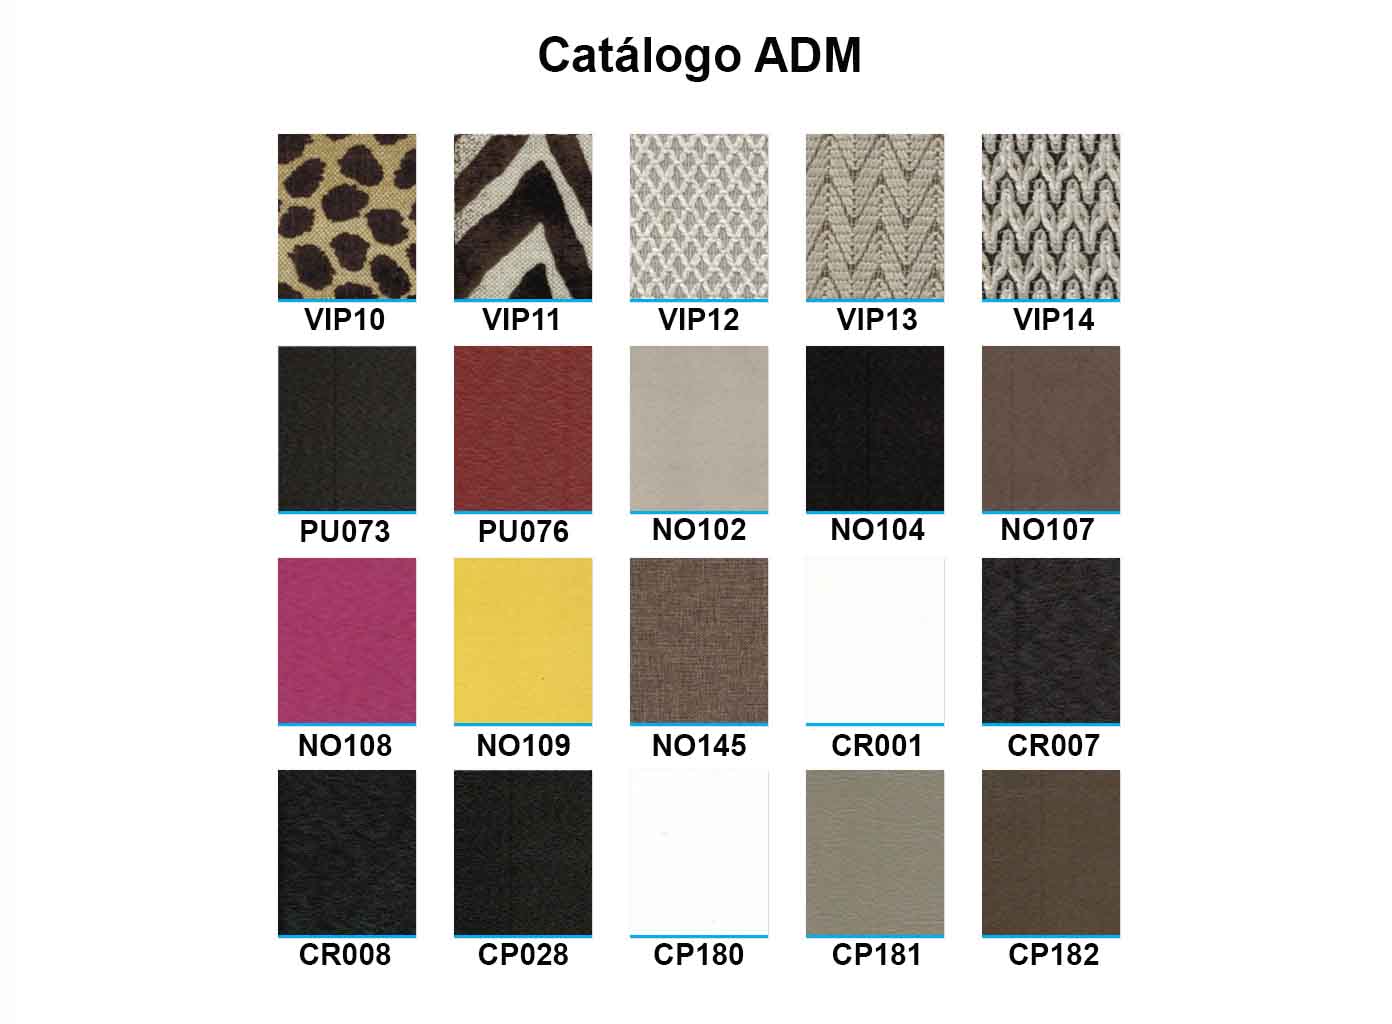 Catálogo ADM
VIP10 VIP11 VIP12 VIP13 VIP14
PU073 PU076 NO102 NO104 NO107
NO108 NO109 NO145 CR001 CR007
CR008 CP028 CP180 CP181 CP182